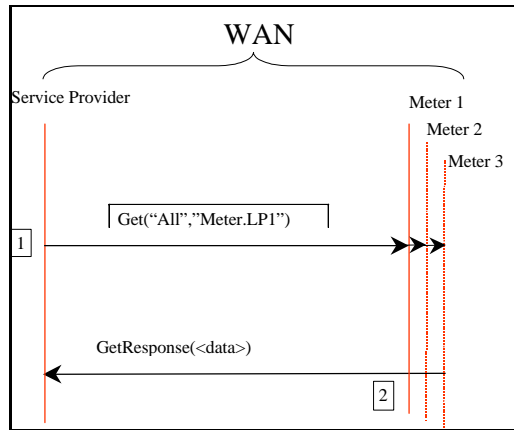 WAN
Service Provider
Meter 1
Meter 2
Meter 3
Get(“All”,”Meter.LP1”)
1
GetResponse(<data>)
2